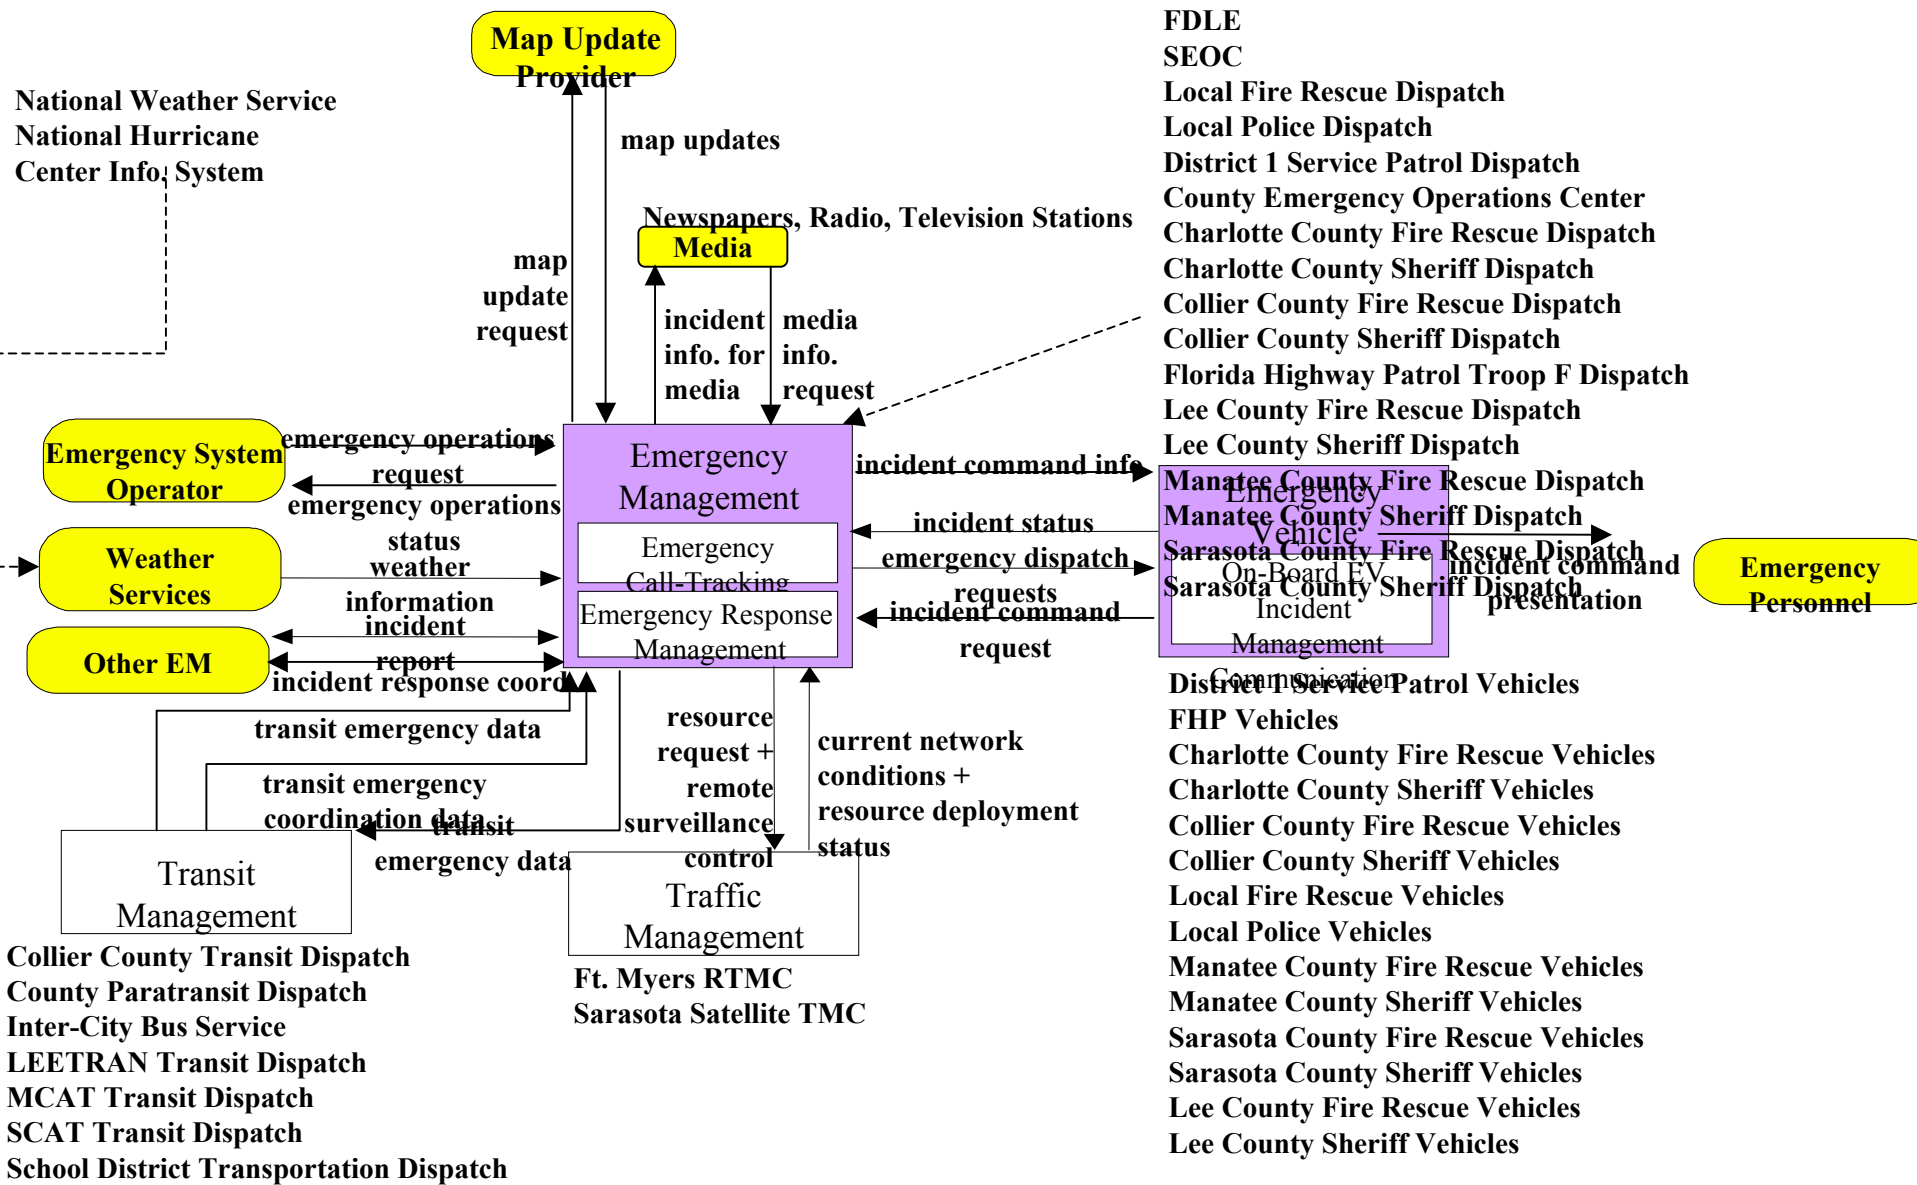 Map Update
Provider
National Weather Service
National Hurricane
Center Info. System
map updates
map
update
request
Newspapers, Radio, Television Stations
Media
incident
info. for
media
media
info.
request
FDLE
SEOC
Local Fire Rescue Dispatch
Local Police Dispatch
District 1 Service Patrol Dispatch
County Emergency Operations Center
Charlotte County Fire Rescue Dispatch
Charlotte County Sheriff Dispatch
Collier County Fire Rescue Dispatch
Collier County Sheriff Dispatch
Florida Highway Patrol Troop F Dispatch
Lee County Fire Rescue Dispatch
Lee County Sheriff Dispatch
Manatee County Fire Rescue Dispatch
Manatee County Sheriff Dispatch
Sarasota County Fire Rescue Dispatch
Sarasota County Sheriff Dispatch
Emergency System
Operator
emergency operations
request
emergency operations
status
Weather
Services
weather
information
Other EM
incident
report
incident response coord
Emergency
Management
Emergency
Call-Tracking
Emergency Response
Management
incident command info
incident status
emergency dispatch
requests
incident command
request
Emergency
Vehicle
On-Board EV
Incident
Management
Communication
incident command
presentation
Emergency
Personnel
transit emergency data
transit emergency
coordination data
transit
emergency data
resource
request +
remote
surveillance
control
current network
conditions +
resource deployment
status
Transit
Management
Collier County Transit Dispatch
County Paratransit Dispatch
Inter-City Bus Service
LEETRAN Transit Dispatch
MCAT Transit Dispatch
SCAT Transit Dispatch
School District Transportation Dispatch
Traffic
Management
Ft. Myers RTMC
Sarasota Satellite TMC
District 1 Service Patrol Vehicles
FHP Vehicles
Charlotte County Fire Rescue Vehicles
Charlotte County Sheriff Vehicles
Collier County Fire Rescue Vehicles
Collier County Sheriff Vehicles
Local Fire Rescue Vehicles
Local Police Vehicles
Manatee County Fire Rescue Vehicles
Manatee County Sheriff Vehicles
Sarasota County Fire Rescue Vehicles
Sarasota County Sheriff Vehicles
Lee County Fire Rescue Vehicles
Lee County Sheriff Vehicles